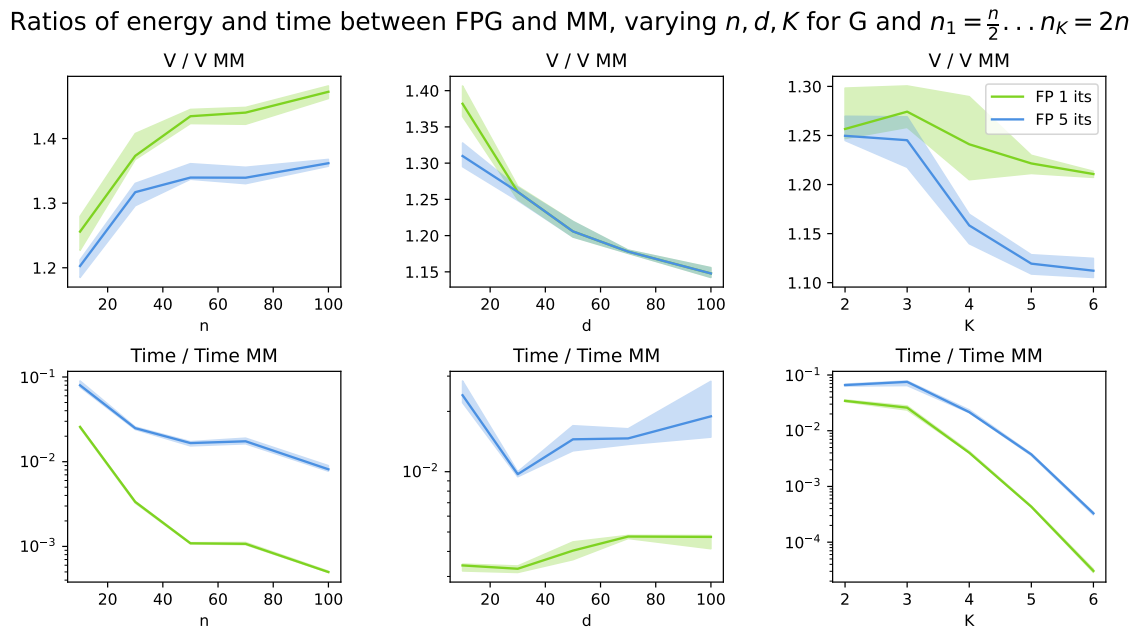 Ratios of energy and time between FPG and MM, varying n, d, K for G and n₁ = n/2 ... n_K = 2n
V / V MM
1.4
1.3
1.2
20 40 60 80 100
n
V / V MM
1.40
1.35
1.30
1.25
1.20
1.15
20 40 60 80 100
d
V / V MM
FP 1 its
FP 5 its
1.30
1.25
1.20
1.15
1.10
2 3 4 5 6
K
Time / Time MM
10⁻¹
10⁻²
10⁻³
20 40 60 80 100
n
Time / Time MM
10⁻²
20 40 60 80 100
d
Time / Time MM
10⁻¹
10⁻²
10⁻³
10⁻⁴
2 3 4 5 6
K